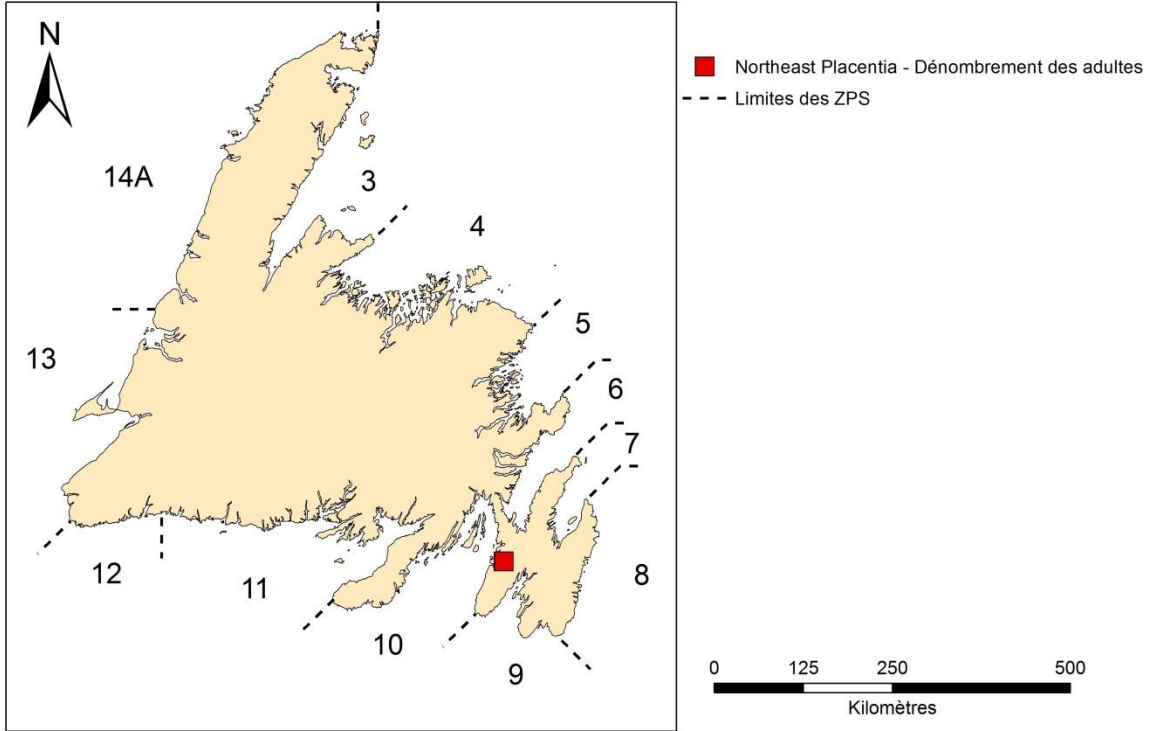 N
14A
3
4
5
13
6
7
8
12
11
10
9
Northeast Placentia - Dénombrement des adultes
Limites des ZPS
0 125 250 500
Kilomètres